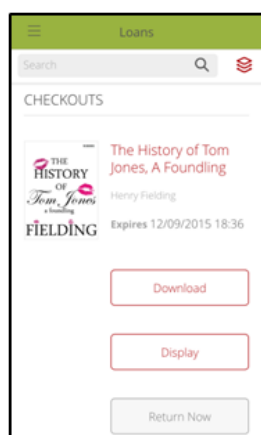 Loans
Search
CHECKOUTS
THE
HISTORY
OF
Tom Jones
a foundling
FIELDING
The History of Tom
Jones, A Foundling
Henry Fielding
Expires 12/09/2015 18:36
Download
Display
Return Now